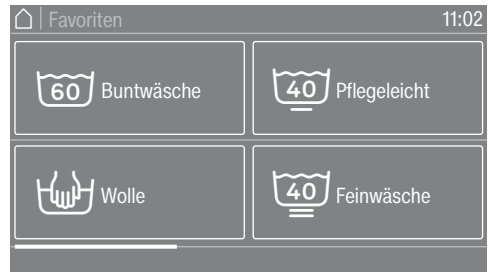 Favoriten 11:02
60 Buntwäsche
40 Pflegeleicht
Wolle
40 Feinwäsche